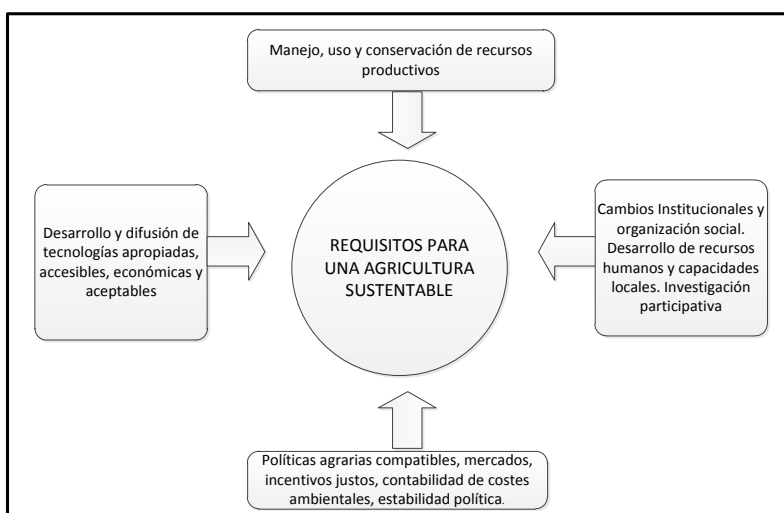 Manejo, uso y conservación de recursos
productivos
Desarrollo y difusión de
tecnologías apropiadas,
accesibles, económicas y
aceptables
REQUISITOS PARA
UNA AGRICULTURA
SUSTENTABLE
Cambios Institucionales y
organización social.
Desarrollo de recursos
humanos y capacidades
locales. Investigación
participativa
Políticas agrarias compatibles, mercados,
incentivos justos, contabilidad de costes
ambientales, estabilidad política.